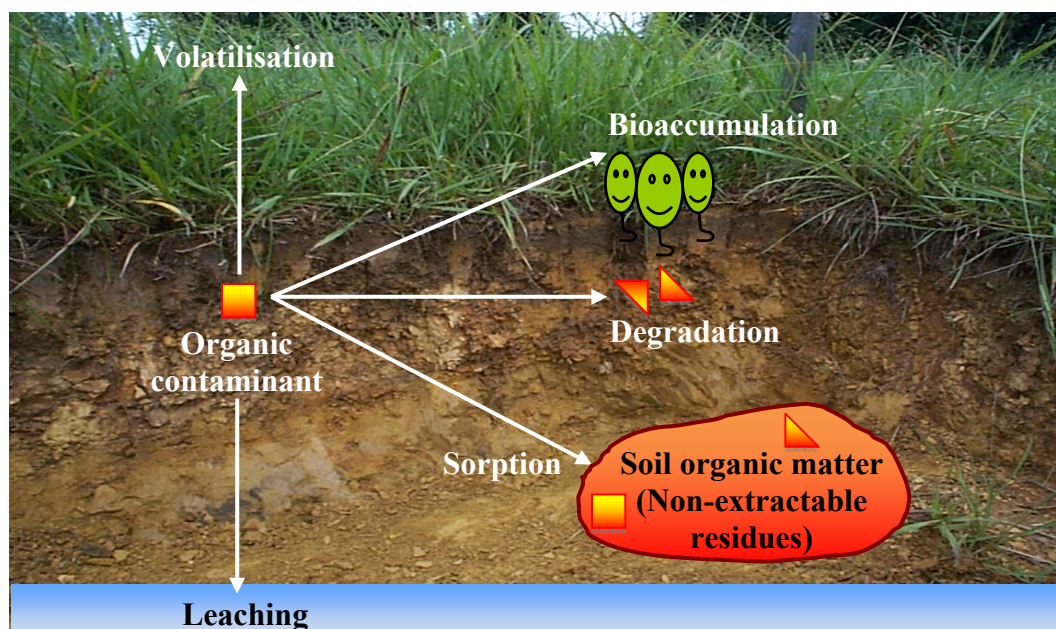 Volatilisation
Bioaccumulation
Organic
contaminant
Degradation
Sorption
Soil organic matter
(Non-extractable
residues)
Leaching